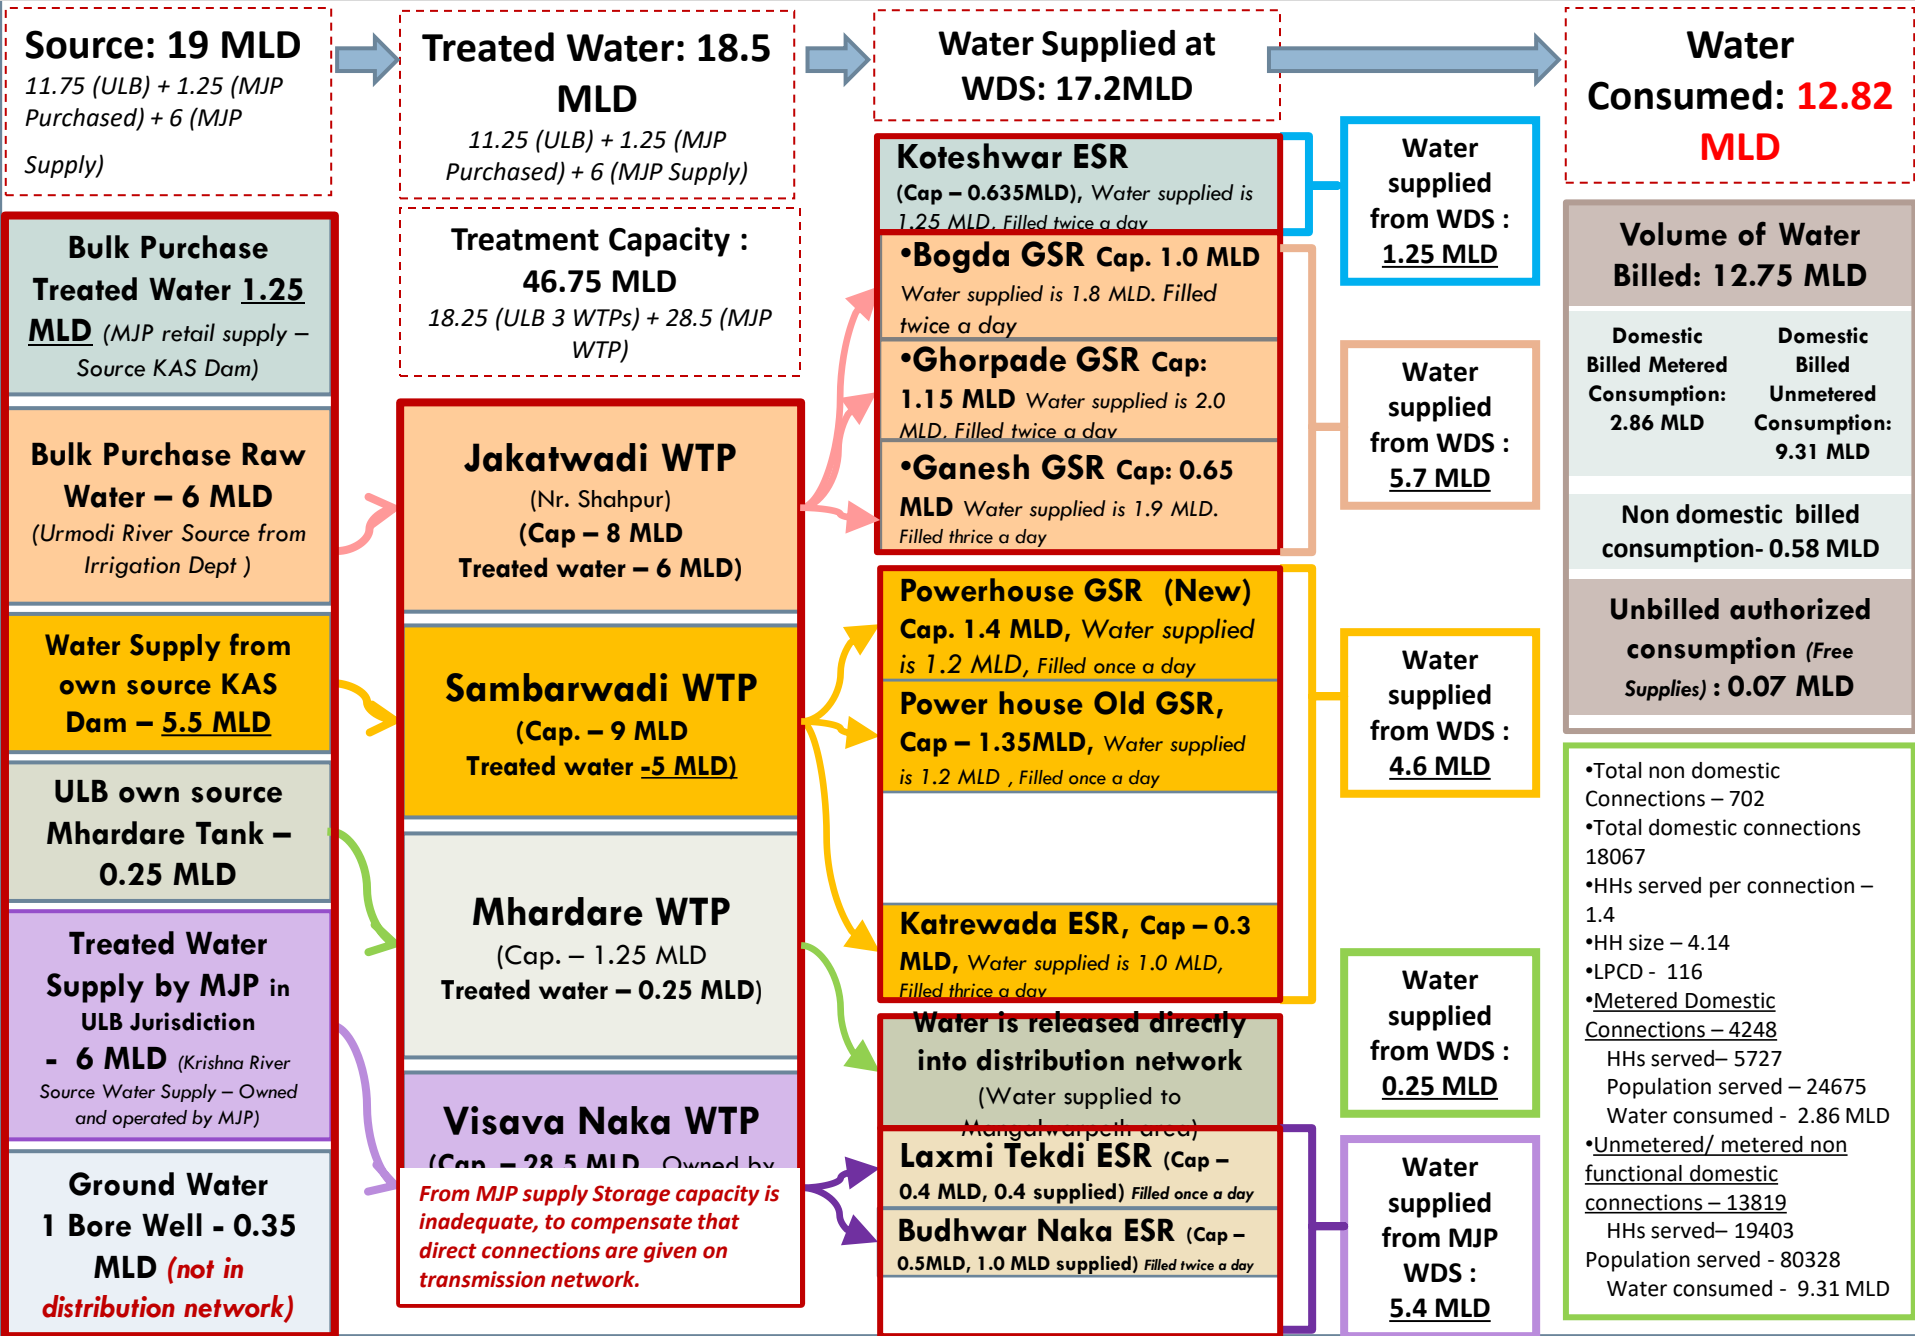 Source: 19 MLD
11.75 (ULB) + 1.25 (MJP
Purchased) + 6 (MJP
Supply)
Treated Water: 18.5
MLD
11.25 (ULB) + 1.25 (MJP
Purchased) + 6 (MJP Supply)
Water Supplied at
WDS: 17.2MLD
Water
Consumed: 12.82
MLD
Bulk Purchase
Treated Water 1.25
MLD (MJP retail supply –
Source KAS Dam)
Bulk Purchase Raw
Water – 6 MLD
(Urmodi River Source from
Irrigation Dept )
Water Supply from
own source KAS
Dam – 5.5 MLD
ULB own source
Mhardare Tank –
0.25 MLD
Treated Water
Supply by MJP in
ULB Jurisdiction
- 6 MLD (Krishna River
Source Water Supply – Owned
and operated by MJP)
Ground Water
1 Bore Well - 0.35
MLD (not in
distribution network)
Treatment Capacity :
46.75 MLD
18.25 (ULB 3 WTPs) + 28.5 (MJP
WTP)
Jakatwadi WTP
(Nr. Shahpur)
(Cap – 8 MLD
Treated water – 6 MLD)
Sambarwadi WTP
(Cap. – 9 MLD
Treated water -5 MLD)
Mhardare WTP
(Cap. – 1.25 MLD
Treated water – 0.25 MLD)
Visava Naka WTP
(Cap. – 28.5 MLD Owned by
From MJP supply Storage capacity is
inadequate, to compensate that
direct connections are given on
transmission network.
Koteshwar ESR
(Cap – 0.635MLD), Water supplied is
1.25 MLD, Filled twice a day
•Bogda GSR Cap. 1.0 MLD
Water supplied is 1.8 MLD. Filled
twice a day
•Ghorpade GSR Cap:
1.15 MLD Water supplied is 2.0
MLD, Filled twice a day
•Ganesh GSR Cap: 0.65
MLD Water supplied is 1.9 MLD.
Filled thrice a day
Powerhouse GSR (New)
Cap. 1.4 MLD, Water supplied
is 1.2 MLD, Filled once a day
Power house Old GSR,
Cap – 1.35MLD, Water supplied
is 1.2 MLD , Filled once a day
Katrewada ESR, Cap – 0.3
MLD, Water supplied is 1.0 MLD,
Filled thrice a day
Water is released directly
into distribution network
(Water supplied to
Mangalwarpeth area)
Laxmi Tekdi ESR (Cap –
0.4 MLD, 0.4 supplied) Filled once a day
Budhwar Naka ESR (Cap –
0.5MLD, 1.0 MLD supplied) Filled twice a day
Water
supplied
from WDS :
1.25 MLD
Water
supplied
from WDS :
5.7 MLD
Water
supplied
from WDS :
4.6 MLD
Water
supplied
from WDS :
0.25 MLD
Water
supplied
from MJP
WDS :
5.4 MLD
Volume of Water
Billed: 12.75 MLD
Domestic
Billed Metered
Consumption:
2.86 MLD
Domestic
Billed
Unmetered
Consumption:
9.31 MLD
Non domestic billed
consumption- 0.58 MLD
Unbilled authorized
consumption (Free
Supplies) : 0.07 MLD
•Total non domestic
Connections – 702
•Total domestic connections
18067
•HHs served per connection –
1.4
•HH size – 4.14
•LPCD - 116
•Metered Domestic
Connections – 4248
HHs served– 5727
Population served – 24675
Water consumed - 2.86 MLD
•Unmetered/ metered non
functional domestic
connections – 13819
HHs served– 19403
Population served - 80328
Water consumed - 9.31 MLD